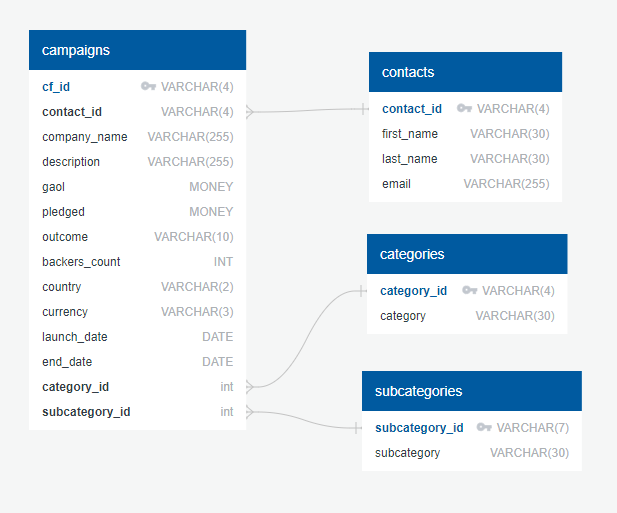 campaigns
cf_id VARCHAR(4)
contact_id VARCHAR(4)
company_name VARCHAR(255)
description VARCHAR(255)
gaol MONEY
pledged MONEY
outcome VARCHAR(10)
backers_count INT
country VARCHAR(2)
currency VARCHAR(3)
launch_date DATE
end_date DATE
category_id int
subcategory_id int
contacts
contact_id VARCHAR(4)
first_name VARCHAR(30)
last_name VARCHAR(30)
email VARCHAR(255)
categories
category_id VARCHAR(4)
category VARCHAR(30)
subcategories
subcategory_id VARCHAR(7)
subcategory VARCHAR(30)